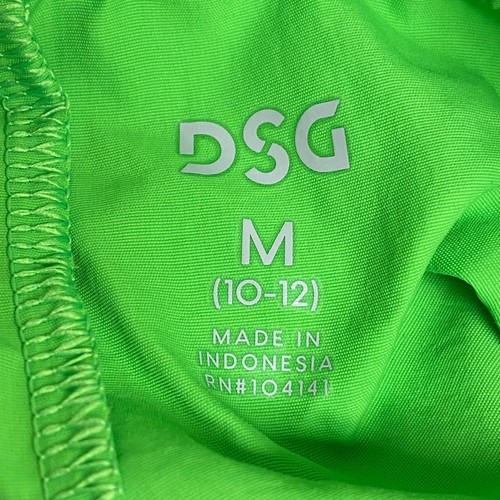 DSG
M
(10-12)
MADE IN
INDONESIA
RN#104141